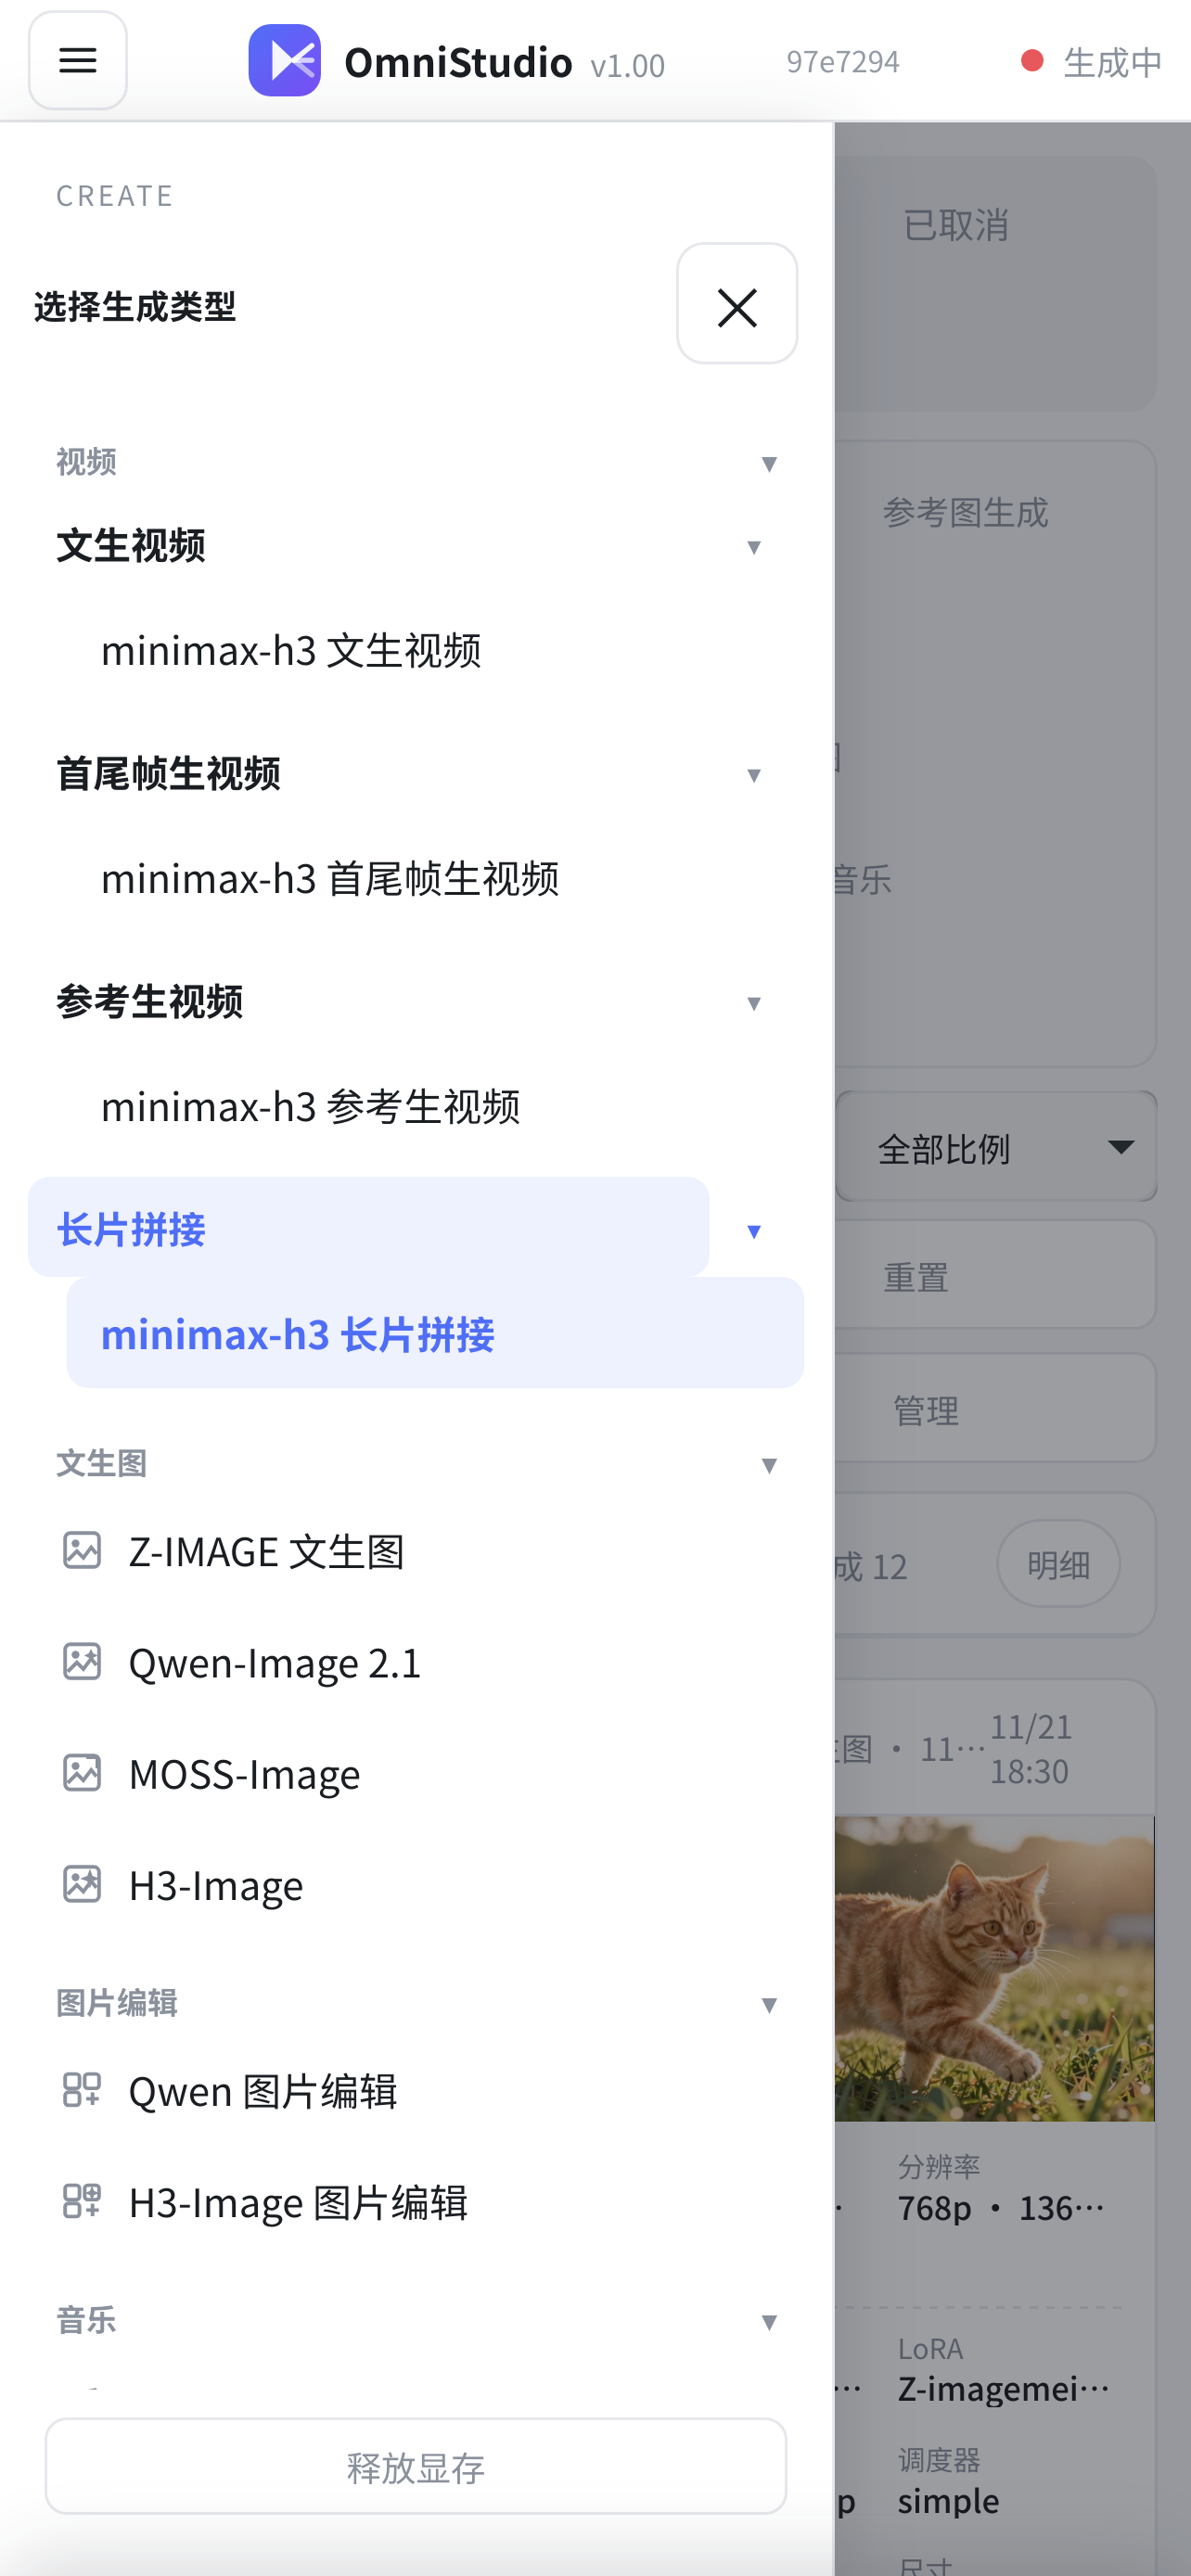 OmniStudio v1.00 97e7294 生成中
CREATE
选择生成类型
已取消
视频
参考图生成
文生视频
minimax-h3 文生视频
首尾帧生视频
minimax-h3 首尾帧生视频
音乐
参考生视频
minimax-h3 参考生视频
全部比例
长片拼接
重置
minimax-h3 长片拼接
管理
文生图
Z-IMAGE 文生图
成 12 明细
Qwen-Image 2.1
图 · 11… 11/21
18:30
MOSS-Image
H3-Image
图片编辑
Qwen 图片编辑
分辨率
768p · 136…
H3-Image 图片编辑
音乐
LoRA
Z-imagemei…
释放显存
调度器
p simple
尺寸